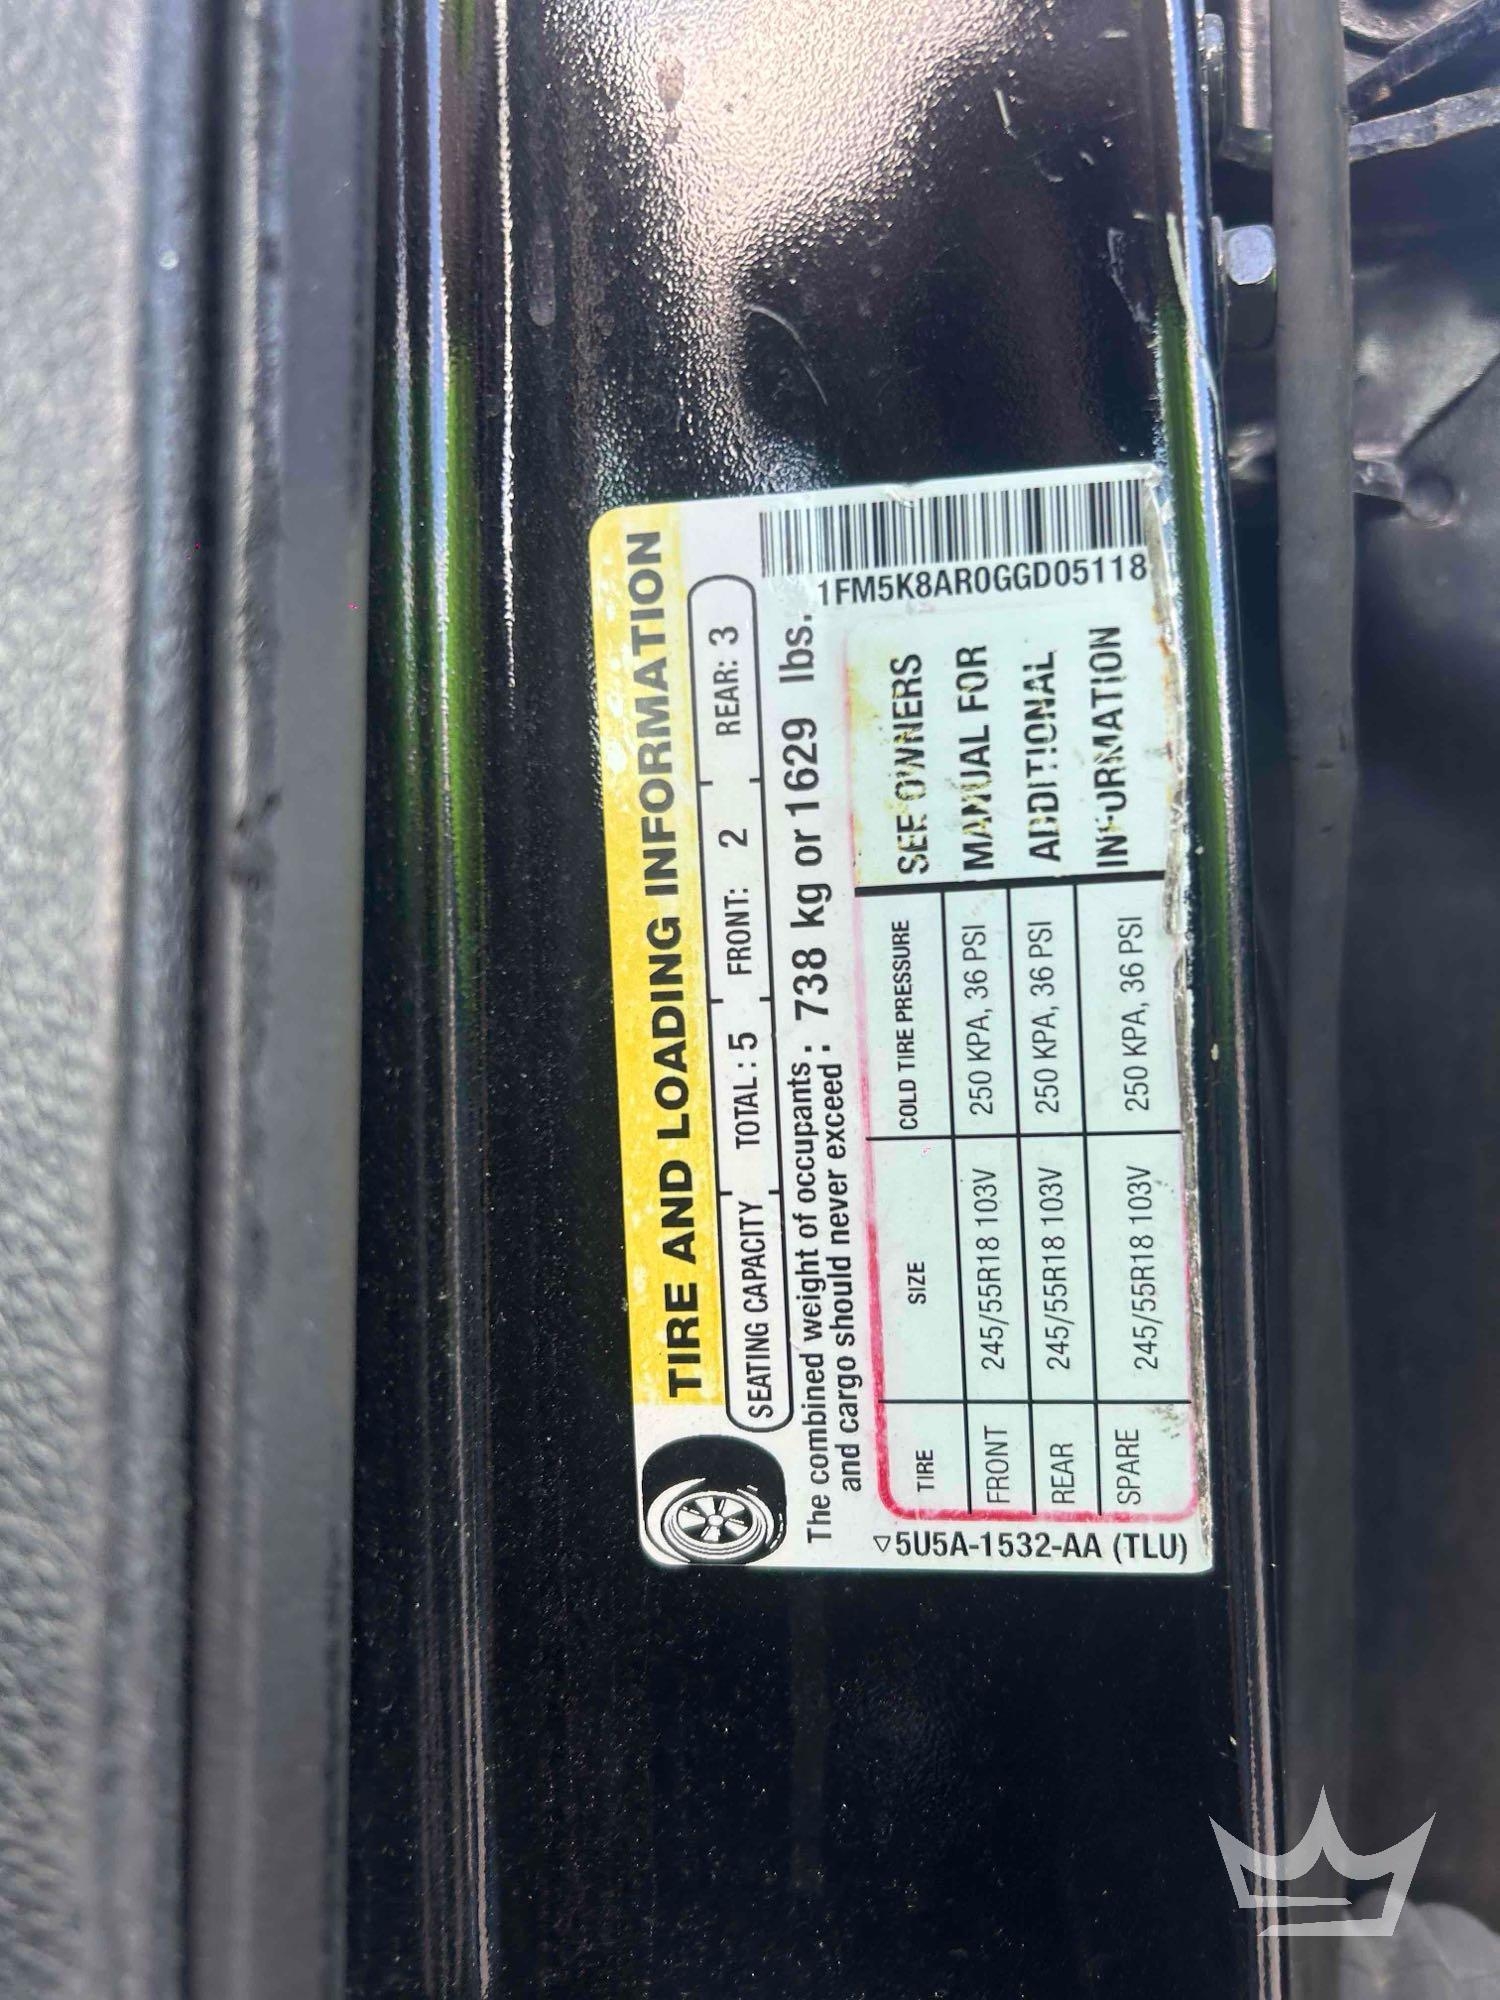 TIRE AND LOADING INFORMATION
SEATING CAPACITY TOTAL : 5 FRONT: 2 REAR: 3
The combined weight of occupants : 738 kg or 1629 lbs.
and cargo should never exceed :
1FM5K8AR0GGD05118
TIRE SIZE COLD TIRE PRESSURE
FRONT 245/55R18 103V 250 KPA, 36 PSI
REAR 245/55R18 103V 250 KPA, 36 PSI
SPARE 245/55R18 103V 250 KPA, 36 PSI
SEE OWNERS
MANUAL FOR
ADDITIONAL
INFORMATION
▽5U5A-1532-AA (TLU)